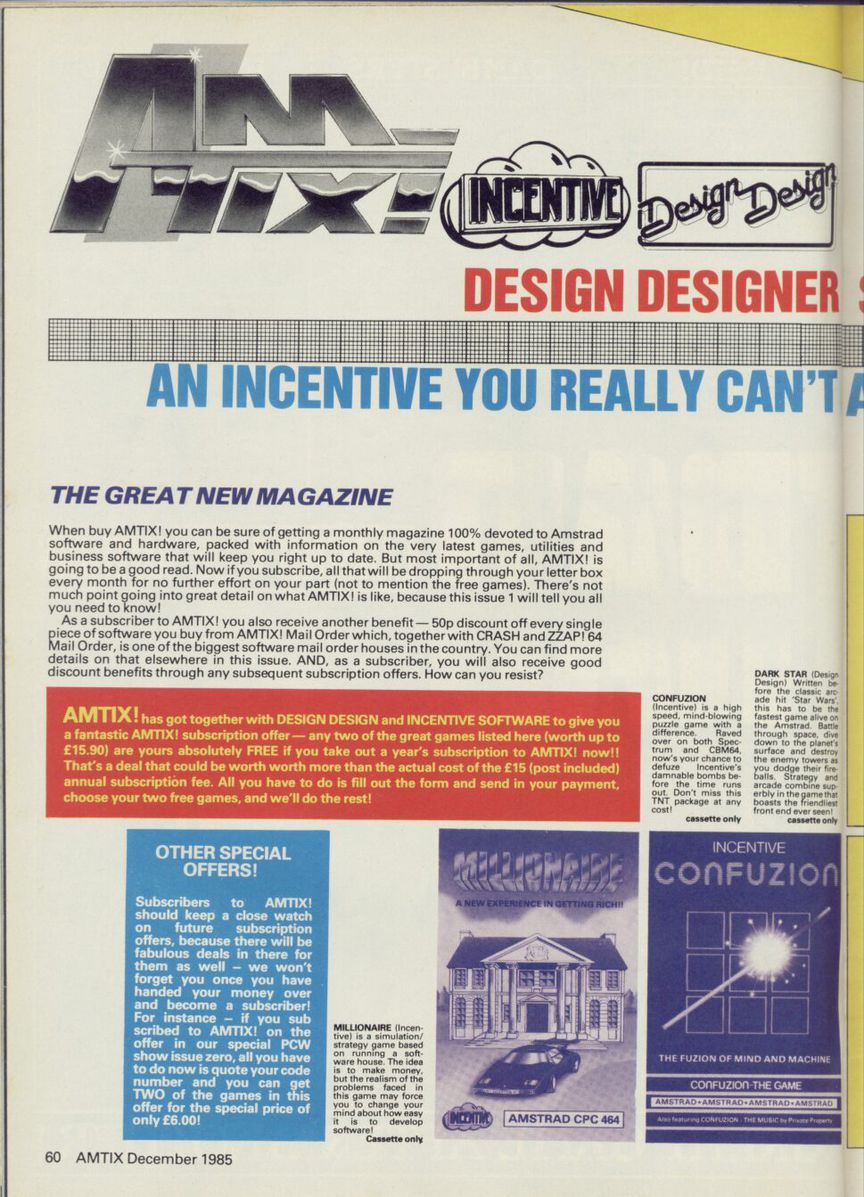 AMTIX!
INCENTIVE
Design Design
DESIGN DESIGNER
AN INCENTIVE YOU REALLY CAN'T
THE GREAT NEW MAGAZINE
When buy AMTIX! you can be sure of getting a monthly magazine 100% devoted to Amstrad
software and hardware, packed with information on the very latest games, utilities and
business software that will keep you right up to date. But most important of all, AMTIX! is
going to be a good read. Now if you subscribe, all that will be dropping through your letter box
every month for no further effort on your part (not to mention the free games). There's not
much point going into great detail on what AMTIX! is like, because this issue 1 will tell you all
you need to know!
As a subscriber to AMTIX! you also receive another benefit — 50p discount off every single
piece of software you buy from AMTIX! Mail Order which, together with CRASH and ZZAP! 64
Mail Order, is one of the biggest software mail order houses in the country. You can find more
details on that elsewhere in this issue. AND, as a subscriber, you will also receive good
discount benefits through any subsequent subscription offers. How can you resist?
AMTIX! has got together with DESIGN DESIGN and INCENTIVE SOFTWARE to give you
a fantastic AMTIX! subscription offer — any two of the great games listed here (worth up to
£15.90) are yours absolutely FREE if you take out a year's subscription to AMTIX! now!!
That's a deal that could be worth worth more than the actual cost of the £15 (post included)
annual subscription fee. All you have to do is fill out the form and send in your payment,
choose your two free games, and we'll do the rest!
CONFUZION
(Incentive) is a high
speed, mind-blowing
puzzle game with a
difference. Raved
over on both Spec-
trum and CBM64,
now's your chance to
defuze Incentive's
damnable bombs be-
fore the time runs
out. Don't miss this
TNT package at any
cost!
cassette only
DARK STAR (Design
Design) Written be-
fore the classic arc-
ade hit 'Star Wars',
this has to be the
fastest game alive on
the Amstrad. Battle
through space, dive
down to the planet's
surface and destroy
the enemy towers as
you dodge their fire-
balls. Strategy and
arcade combine sup-
erbly in the game that
boasts the friendliest
front end ever seen!
cassette only
OTHER SPECIAL
OFFERS!
Subscribers to AMTIX!
should keep a close watch
on future subscription
offers, because there will be
fabulous deals in there for
them as well – we won't
forget you once you have
handed your money over
and become a subscriber!
For instance – if you sub
scribed to AMTIX! on the
offer in our special PCW
show issue zero, all you have
to do now is quote your code
number and you can get
TWO of the games in this
offer for the special price of
only £6.00!
MILLIONAIRE (Incen-
tive) is a simulation/
strategy game based
on running a soft-
ware house. The idea
is to make money,
but the realism of the
problems faced in
this game may force
you to change your
mind about how easy
it is to develop
software!
Cassette only
MILLIONAIRE
A NEW EXPERIENCE IN GETTING RICH!!
INCENTIVE
AMSTRAD CPC 464
INCENTIVE
CONFUZION
THE FUZION OF MIND AND MACHINE
CONFUZION·THE GAME
AMSTRAD•AMSTRAD•AMSTRAD•AMSTRAD
Also featuring CONFUZION · THE MUSIC by Private Property
60 AMTIX December 1985